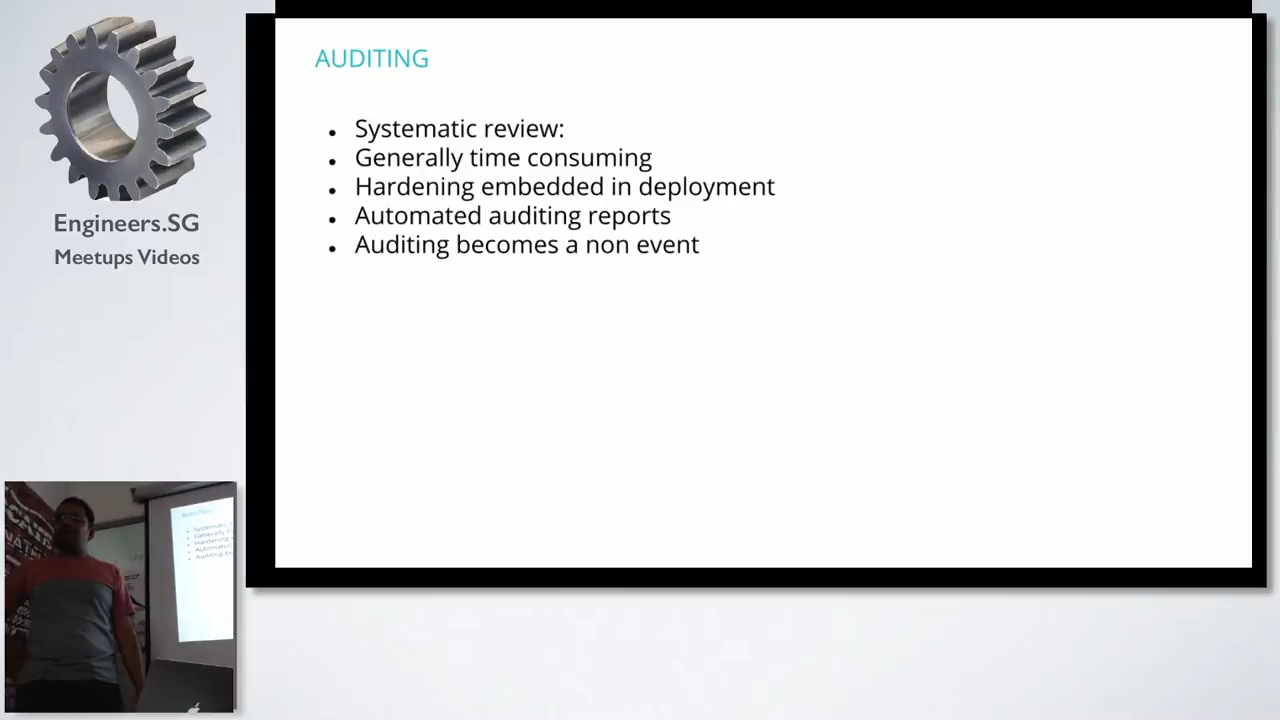 Engineers.SG
Meetups Videos
AUDITING
• Systematic review:
• Generally time consuming
• Hardening embedded in deployment
• Automated auditing reports
• Auditing becomes a non event